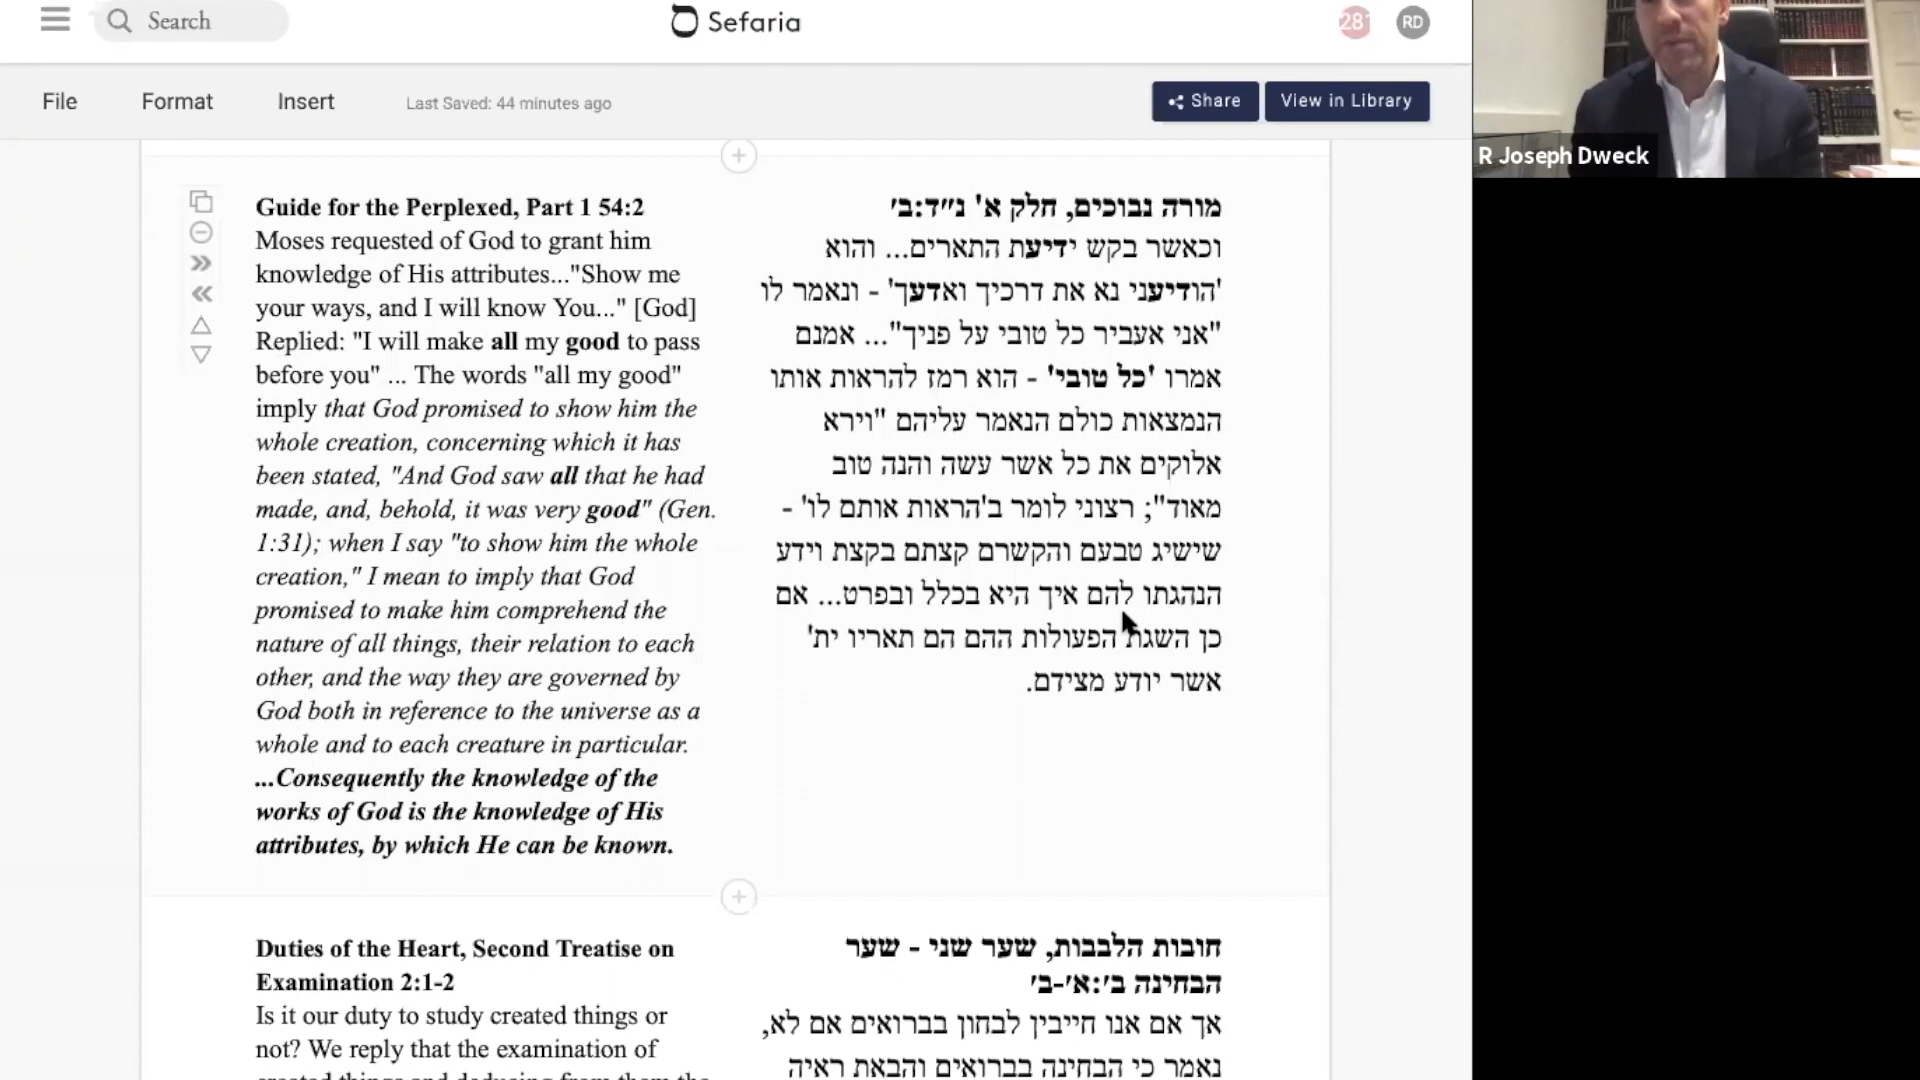 Search
Sefaria
281
RD
File
Format
Insert
Last Saved: 44 minutes ago
Share
View in Library
R Joseph Dweck
Guide for the Perplexed, Part 1 54:2
Moses requested of God to grant him
knowledge of His attributes..."Show me
your ways, and I will know You..." [God]
Replied: "I will make all my good to pass
before you" ... The words "all my good"
imply that God promised to show him the
whole creation, concerning which it has
been stated, "And God saw all that he had
made, and, behold, it was very good" (Gen.
1:31); when I say "to show him the whole
creation," I mean to imply that God
promised to make him comprehend the
nature of all things, their relation to each
other, and the way they are governed by
God both in reference to the universe as a
whole and to each creature in particular.
...Consequently the knowledge of the
works of God is the knowledge of His
attributes, by which He can be known.
מורה נבוכים, חלק א' נ״ד:ב׳
וכאשר בקש ידיעת התארים... והוא
'הודיעני נא את דרכיך ואדעך' - ונאמר לו
"אני אעביר כל טובי על פניך"... אמנם
אמרו 'כל טובי' - הוא רמז להראות אותו
הנמצאות כולם הנאמר עליהם "וירא
אלוקים את כל אשר עשה והנה טוב
מאוד"; רצוני לומר ב'הראות אותם לו' -
שישיג טבעם והקשרם קצתם בקצת וידע
הנהגתו להם איך היא בכלל ובפרט... אם
כן השגת הפעולות ההם הם תאריו ית'
אשר יודע מצידם.
Duties of the Heart, Second Treatise on
Examination 2:1-2
Is it our duty to study created things or
not? We reply that the examination of
created things and deducing from them the
חובות הלבבות, שער שני - שער
הבחינה ב׳:א׳-ב׳
אך אם אנו חייבין לבחון בברואים אם לא,
נאמר כי הבחינה בברואים והבאת ראיה